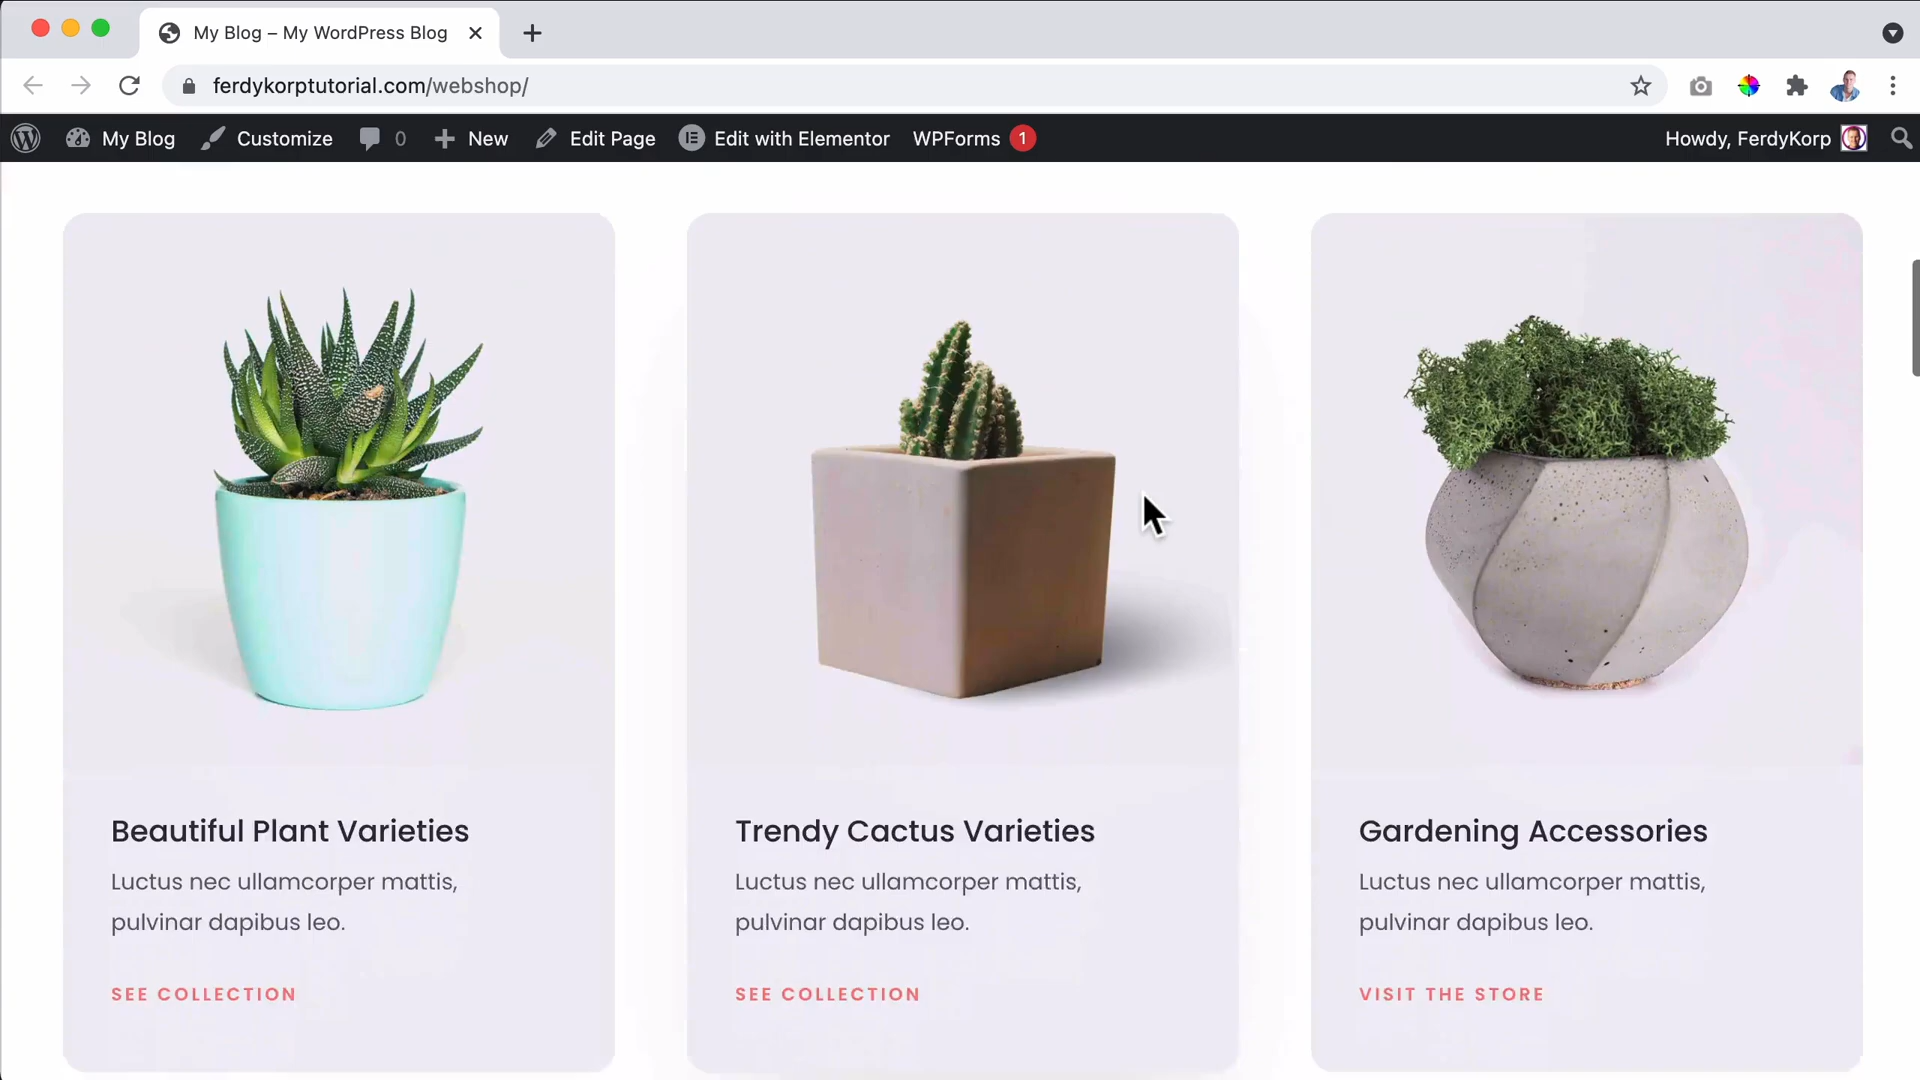 My Blog – My WordPress Blog
ferdykorptutorial.com/webshop/
My Blog Customize 0 New Edit Page Edit with Elementor WPForms 1 Howdy, FerdyKorp
Beautiful Plant Varieties
Luctus nec ullamcorper mattis,
pulvinar dapibus leo.
SEE COLLECTION
Trendy Cactus Varieties
Luctus nec ullamcorper mattis,
pulvinar dapibus leo.
SEE COLLECTION
Gardening Accessories
Luctus nec ullamcorper mattis,
pulvinar dapibus leo.
VISIT THE STORE